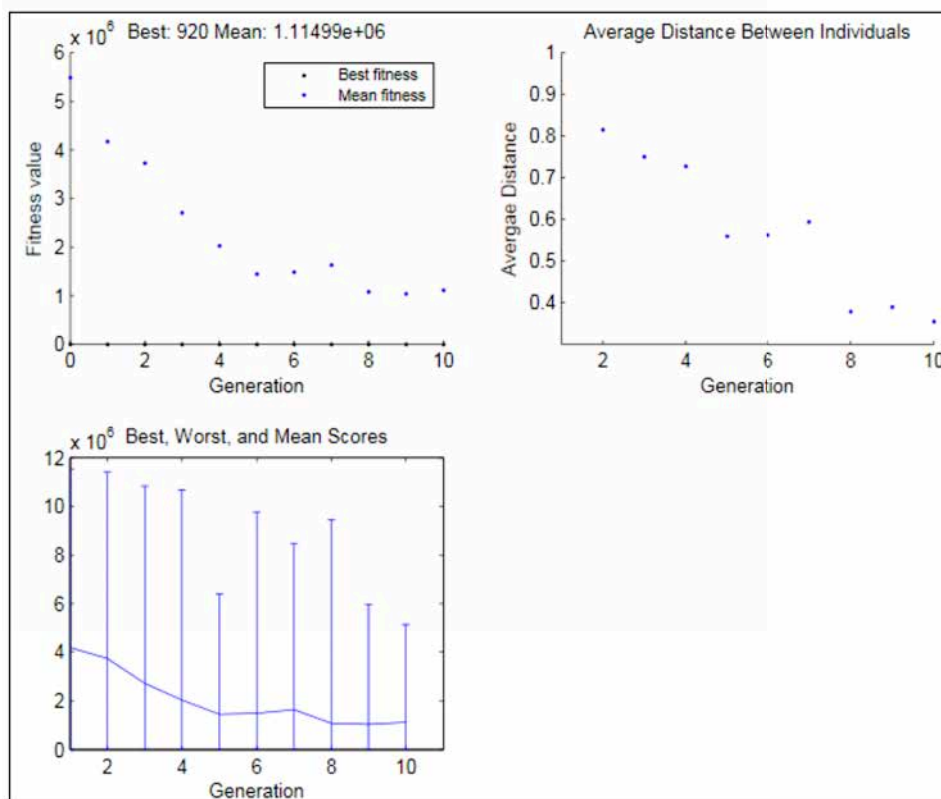 x 10^6 Best: 920 Mean: 1.11499e+06
6
5
4
3
2
1
0
Fitness value
Best fitness
Mean fitness
0 2 4 6 8 10
Generation
Average Distance Between Individuals
1
0.9
0.8
0.7
0.6
0.5
0.4
Avergae Distance
2 4 6 8 10
Generation
x 10^6 Best, Worst, and Mean Scores
12
10
8
6
4
2
0
2 4 6 8 10
Generation